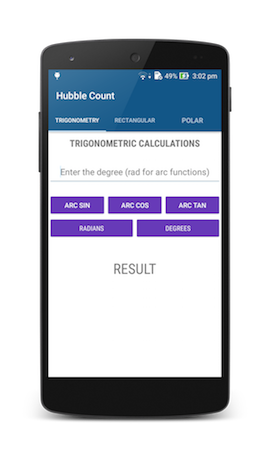 49% 3:02 pm
Hubble Count
TRIGONOMETRY RECTANGULAR POLAR
TRIGONOMETRIC CALCULATIONS
Enter the degree (rad for arc functions)
ARC SIN ARC COS ARC TAN
RADIANS DEGREES
RESULT